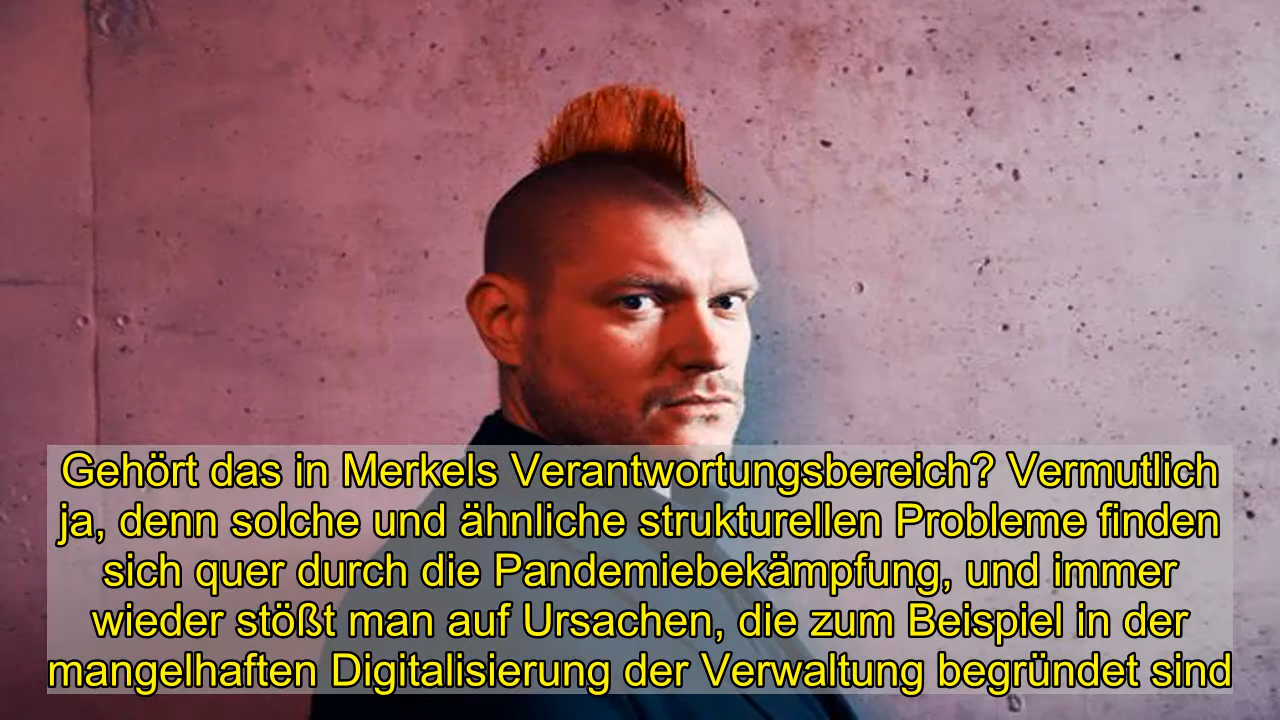 Gehört das in Merkels Verantwortungsbereich? Vermutlich
ja, denn solche und ähnliche strukturellen Probleme finden
sich quer durch die Pandemiebekämpfung, und immer
wieder stößt man auf Ursachen, die zum Beispiel in der
mangelhaften Digitalisierung der Verwaltung begründet sind